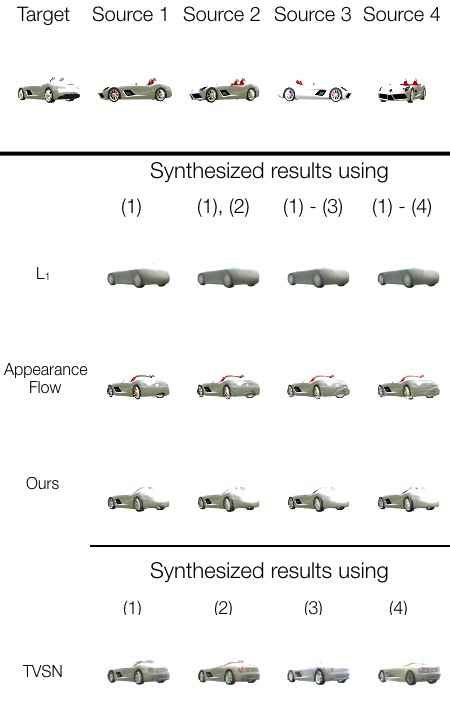 Target Source 1 Source 2 Source 3 Source 4
Synthesized results using
(1) (1), (2) (1) - (3) (1) - (4)
L₁
Appearance
Flow
Ours
Synthesized results using
(1) (2) (3) (4)
TVSN